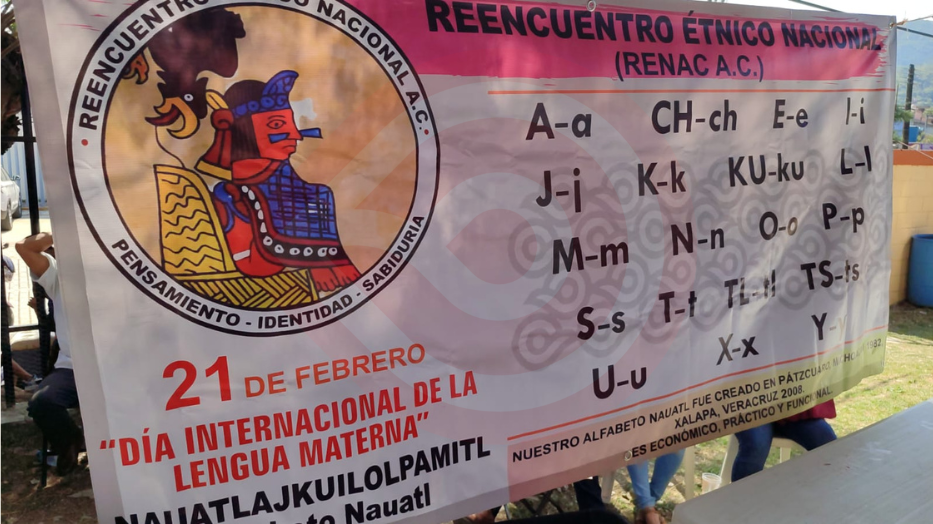 REENCUENTRO NACIONAL A.C.
PENSAMIENTO - IDENTIDAD - SABIDURIA
21 DE FEBRERO
“DÍA INTERNACIONAL DE LA
LENGUA MATERNA”
NAUATLAJKUILOLPAMITL
Nauatl
REENCUENTRO ÉTNICO NACIONAL
(RENAC A.C.)
A-a CH-ch E-e I-i
J-j K-k KU-ku L-l
M-m N-n O-o P-p
S-s T-t TL-tl TS-ts
U-u X-x Y-y
NUESTRO ALFABETO NAUATL FUE CREADO EN PÁTZCUARO,
XALAPA, VERACRUZ 2008.
ES ECONÓMICO, PRÁCTICO Y FUNCIONAL